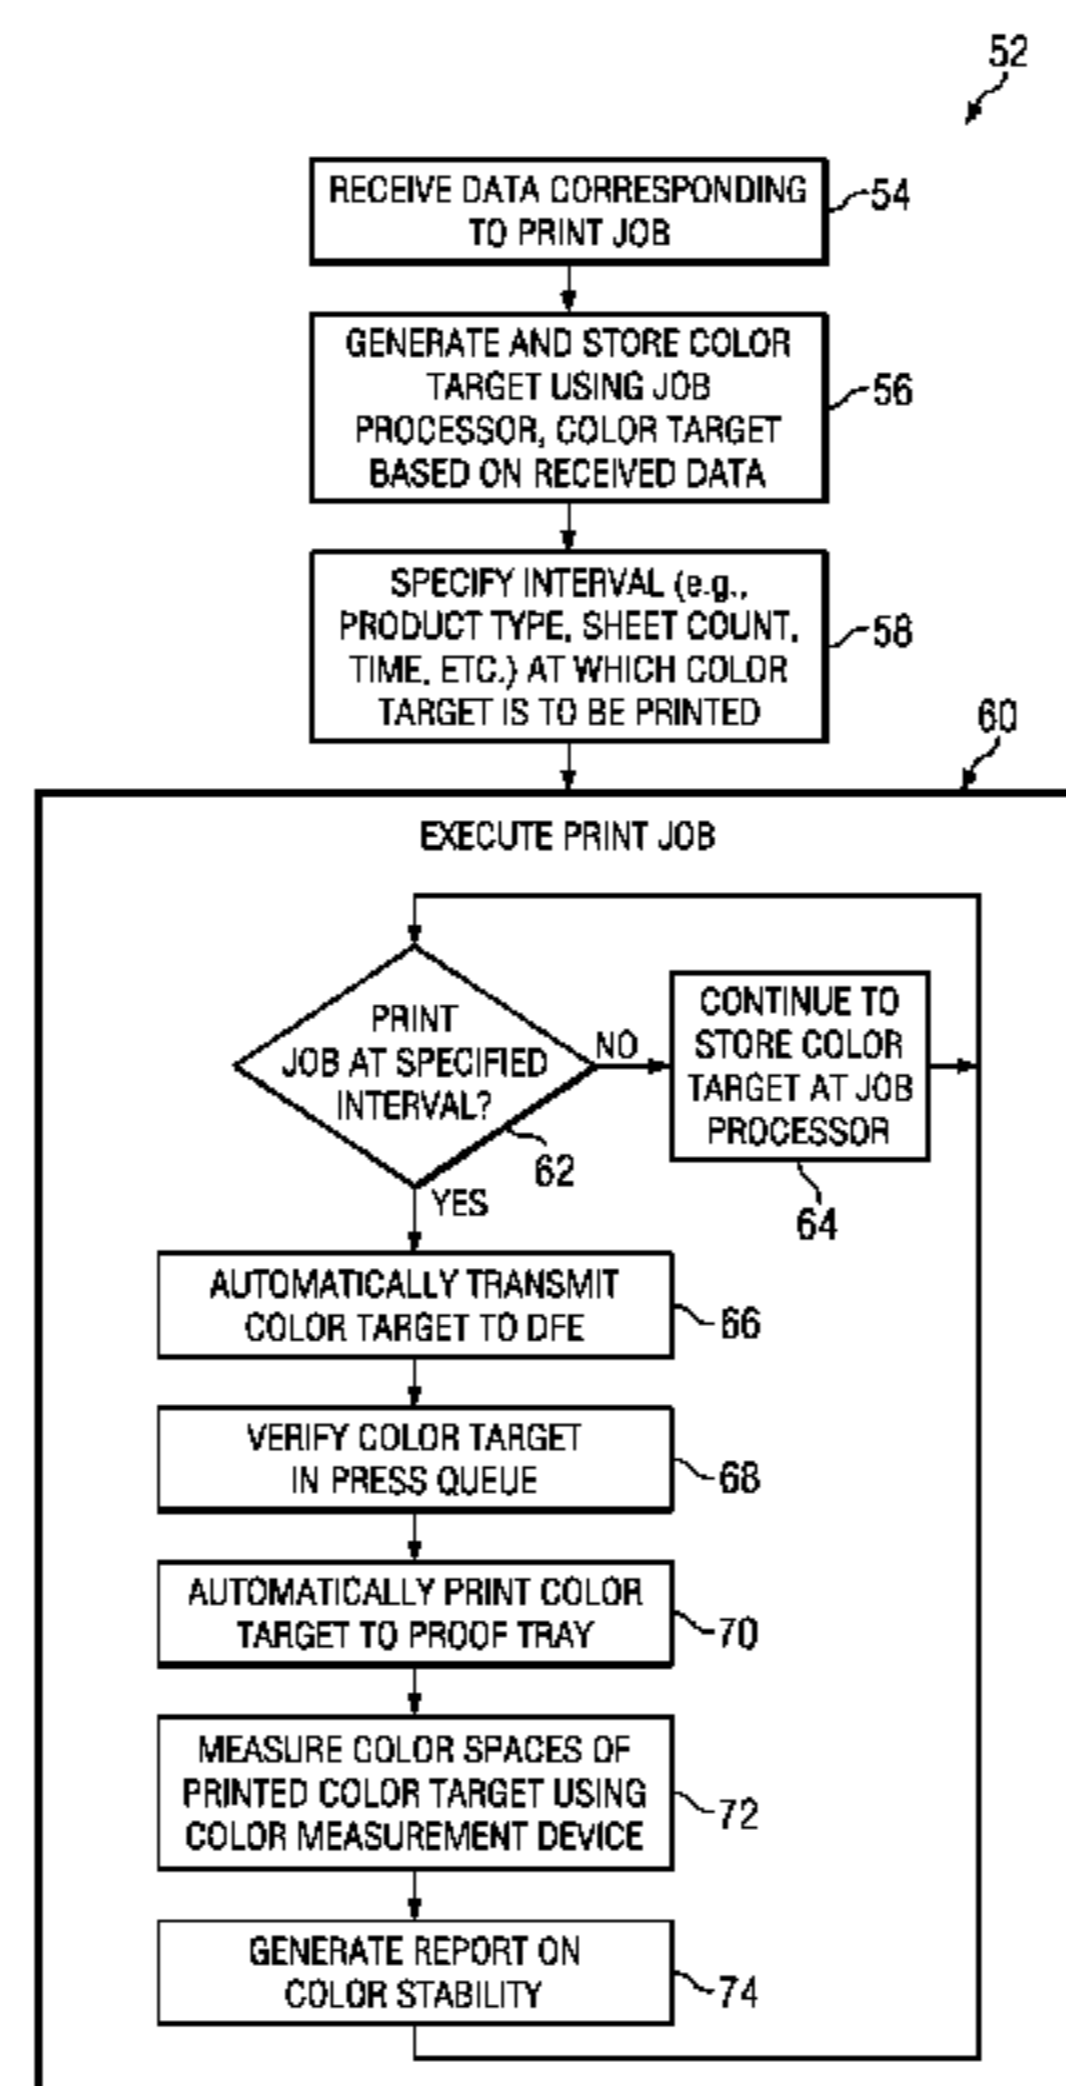 52
RECEIVE DATA CORRESPONDING
TO PRINT JOB
54
GENERATE AND STORE COLOR
TARGET USING JOB
PROCESSOR, COLOR TARGET
BASED ON RECEIVED DATA
56
SPECIFY INTERVAL (e.g.,
PRODUCT TYPE, SHEET COUNT,
TIME, ETC.) AT WHICH COLOR
TARGET IS TO BE PRINTED
58
60
EXECUTE PRINT JOB
PRINT
JOB AT SPECIFIED
INTERVAL?
62
NO
CONTINUE TO
STORE COLOR
TARGET AT JOB
PROCESSOR
64
YES
AUTOMATICALLY TRANSMIT
COLOR TARGET TO DFE
66
VERIFY COLOR TARGET
IN PRESS QUEUE
68
AUTOMATICALLY PRINT COLOR
TARGET TO PROOF TRAY
70
MEASURE COLOR SPACES OF
PRINTED COLOR TARGET USING
COLOR MEASUREMENT DEVICE
72
GENERATE REPORT ON
COLOR STABILITY
74